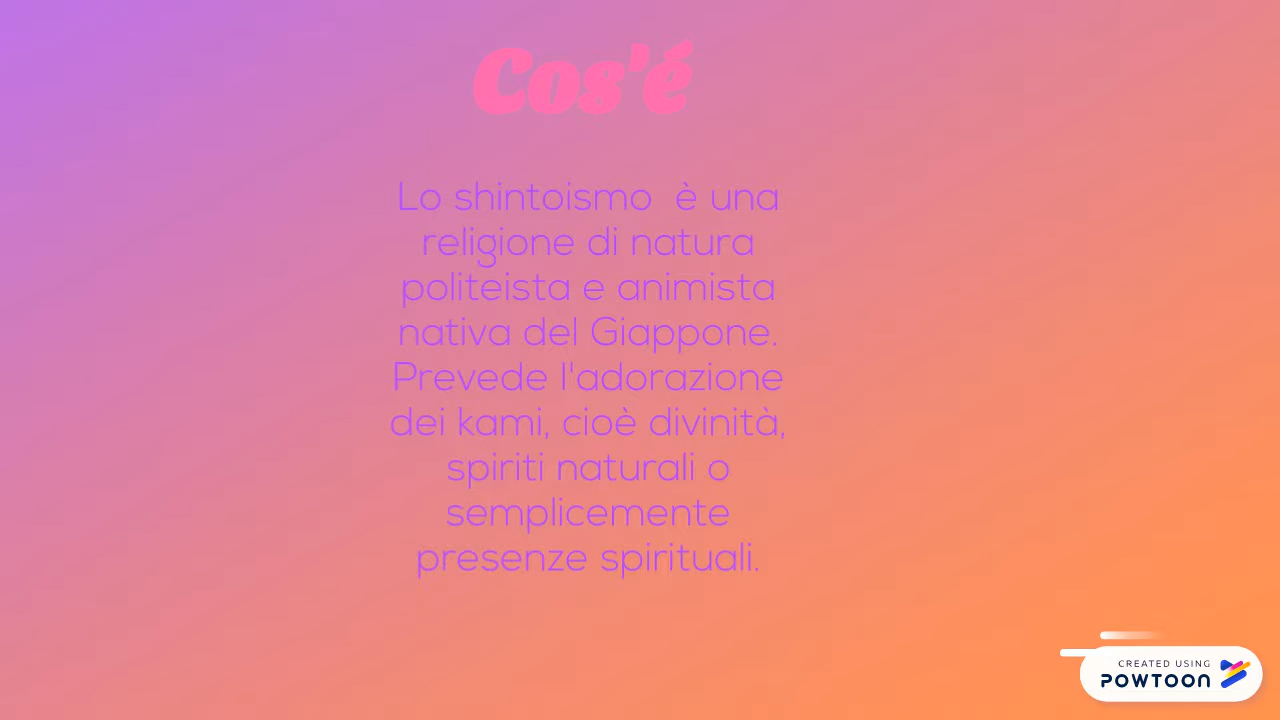 Cos'é
Lo shintoismo  è una
religione di natura
politeista e animista
nativa del Giappone.
Prevede l'adorazione
dei kami, cioè divinità,
spiriti naturali o
semplicemente
presenze spirituali.
CREATED USING
POWTOON